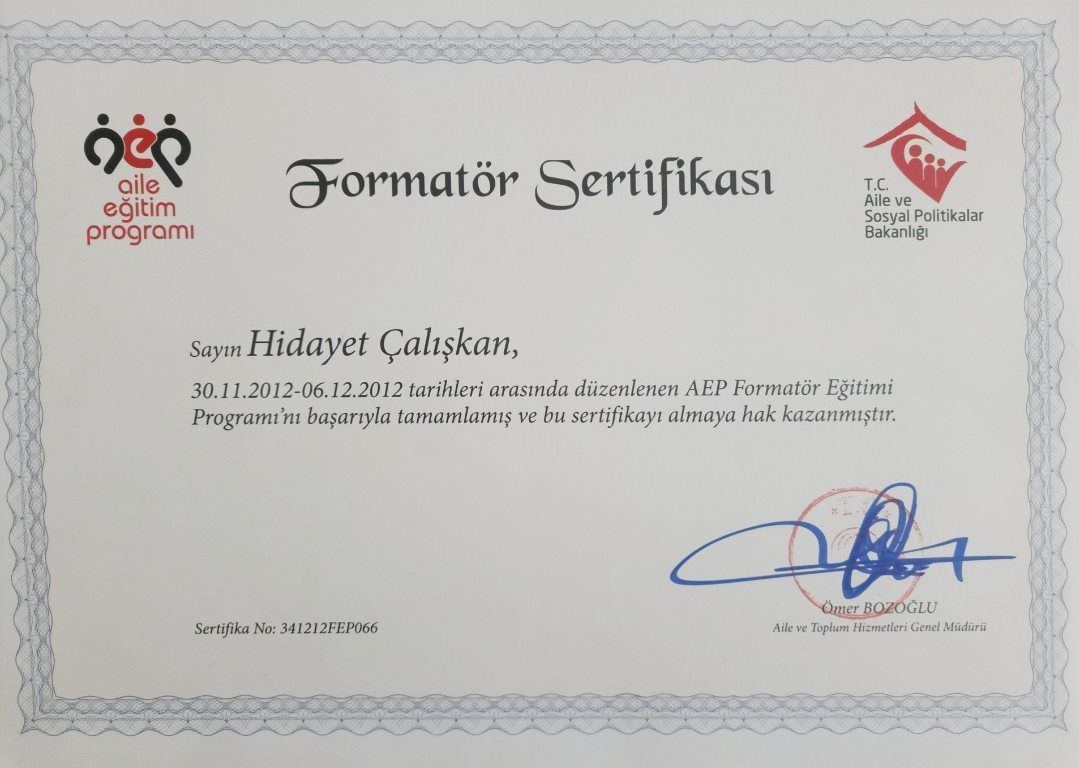 aep
aile
eğitim
programı
Formatör Sertifikası
T.C.
Aile ve
Sosyal Politikalar
Bakanlığı
Sayın Hidayet Çalışkan,
30.11.2012-06.12.2012 tarihleri arasında düzenlenen AEP Formatör Eğitimi
Programı’nı başarıyla tamamlamış ve bu sertifikayı almaya hak kazanmıştır.
Ömer BOZOĞLU
Aile ve Toplum Hizmetleri Genel Müdürü
Sertifika No: 341212FEP066